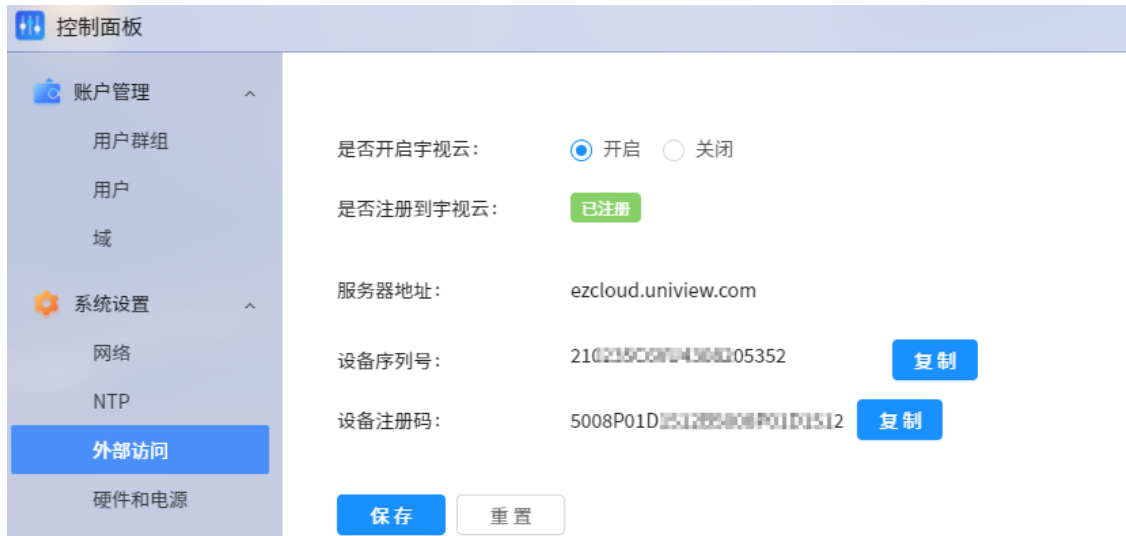 控制面板
账户管理
用户群组
用户
域
系统设置
网络
NTP
外部访问
硬件和电源
是否开启宇视云: 开启 关闭
是否注册到宇视云: 已注册
服务器地址: ezcloud.uniview.com
设备序列号: 210 205352 复制
设备注册码: 5008P01D 2 复制
保存 重置